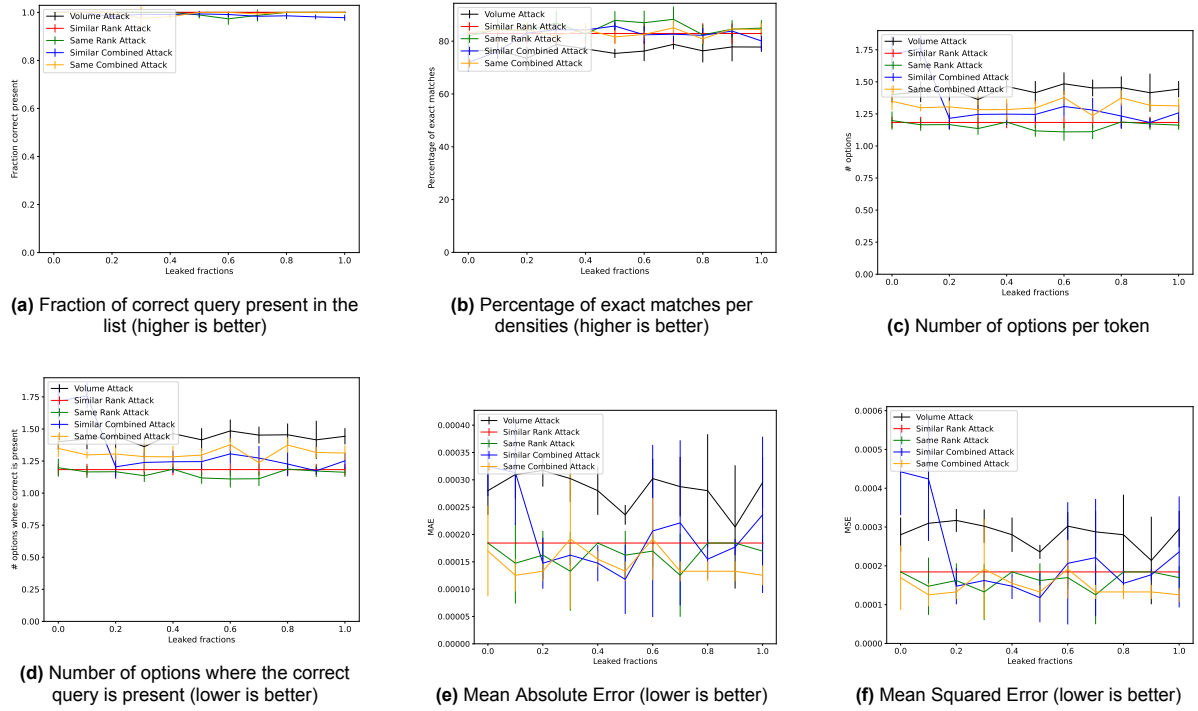 1.0
0.8
0.6
0.4
0.2
0.0
Fraction correct present
Volume Attack
Similar Rank Attack
Same Rank Attack
Similar Combined Attack
Same Combined Attack
0.0 0.2 0.4 0.6 0.8 1.0
Leaked fractions
(a) Fraction of correct query present in the
list (higher is better)
80
60
40
20
0
Percentage of exact matches
Volume Attack
Similar Rank Attack
Same Rank Attack
Similar Combined Attack
Same Combined Attack
0.0 0.2 0.4 0.6 0.8 1.0
Leaked fractions
(b) Percentage of exact matches per
densities (higher is better)
1.75
1.50
1.25
1.00
0.75
0.50
0.25
0.00
# options
Volume Attack
Similar Rank Attack
Same Rank Attack
Similar Combined Attack
Same Combined Attack
0.0 0.2 0.4 0.6 0.8 1.0
Leaked fractions
(c) Number of options per token
1.75
1.50
1.25
1.00
0.75
0.50
0.25
0.00
# options where correct is present
Volume Attack
Similar Rank Attack
Same Rank Attack
Similar Combined Attack
Same Combined Attack
0.0 0.2 0.4 0.6 0.8 1.0
Leaked fractions
(d) Number of options where the correct
query is present (lower is better)
0.00040
0.00035
0.00030
0.00025
0.00020
0.00015
0.00010
0.00005
0.00000
MAE
Volume Attack
Similar Rank Attack
Same Rank Attack
Similar Combined Attack
Same Combined Attack
0.0 0.2 0.4 0.6 0.8 1.0
Leaked fractions
(e) Mean Absolute Error (lower is better)
0.0006
0.0005
0.0004
0.0003
0.0002
0.0001
0.0000
MSE
Volume Attack
Similar Rank Attack
Same Rank Attack
Similar Combined Attack
Same Combined Attack
0.0 0.2 0.4 0.6 0.8 1.0
Leaked fractions
(f) Mean Squared Error (lower is better)